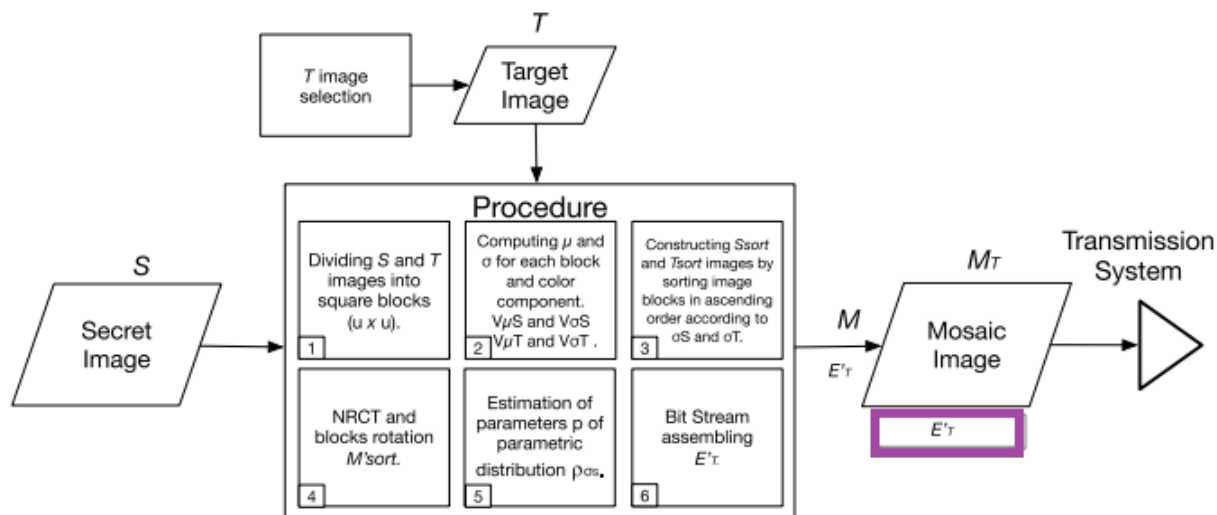 T
T image
selection
Target
Image
Procedure
Dividing S and T
images into
square blocks
(u x u).
1
Computing µ and
σ for each block
and color
component.
VµS and VσS
VµT and VσT .
2
Constructing Ssort
and Tsort images by
sorting image
blocks in ascending
order according to
σS and σT.
3
NRCT and
blocks rotation
M'sort.
4
Estimation of
parameters p of
parametric
distribution ρσs.
5
Bit Stream
assembling
E'T.
6
S
Secret
Image
M
E'T
MT
Mosaic
Image
E'T
Transmission
System